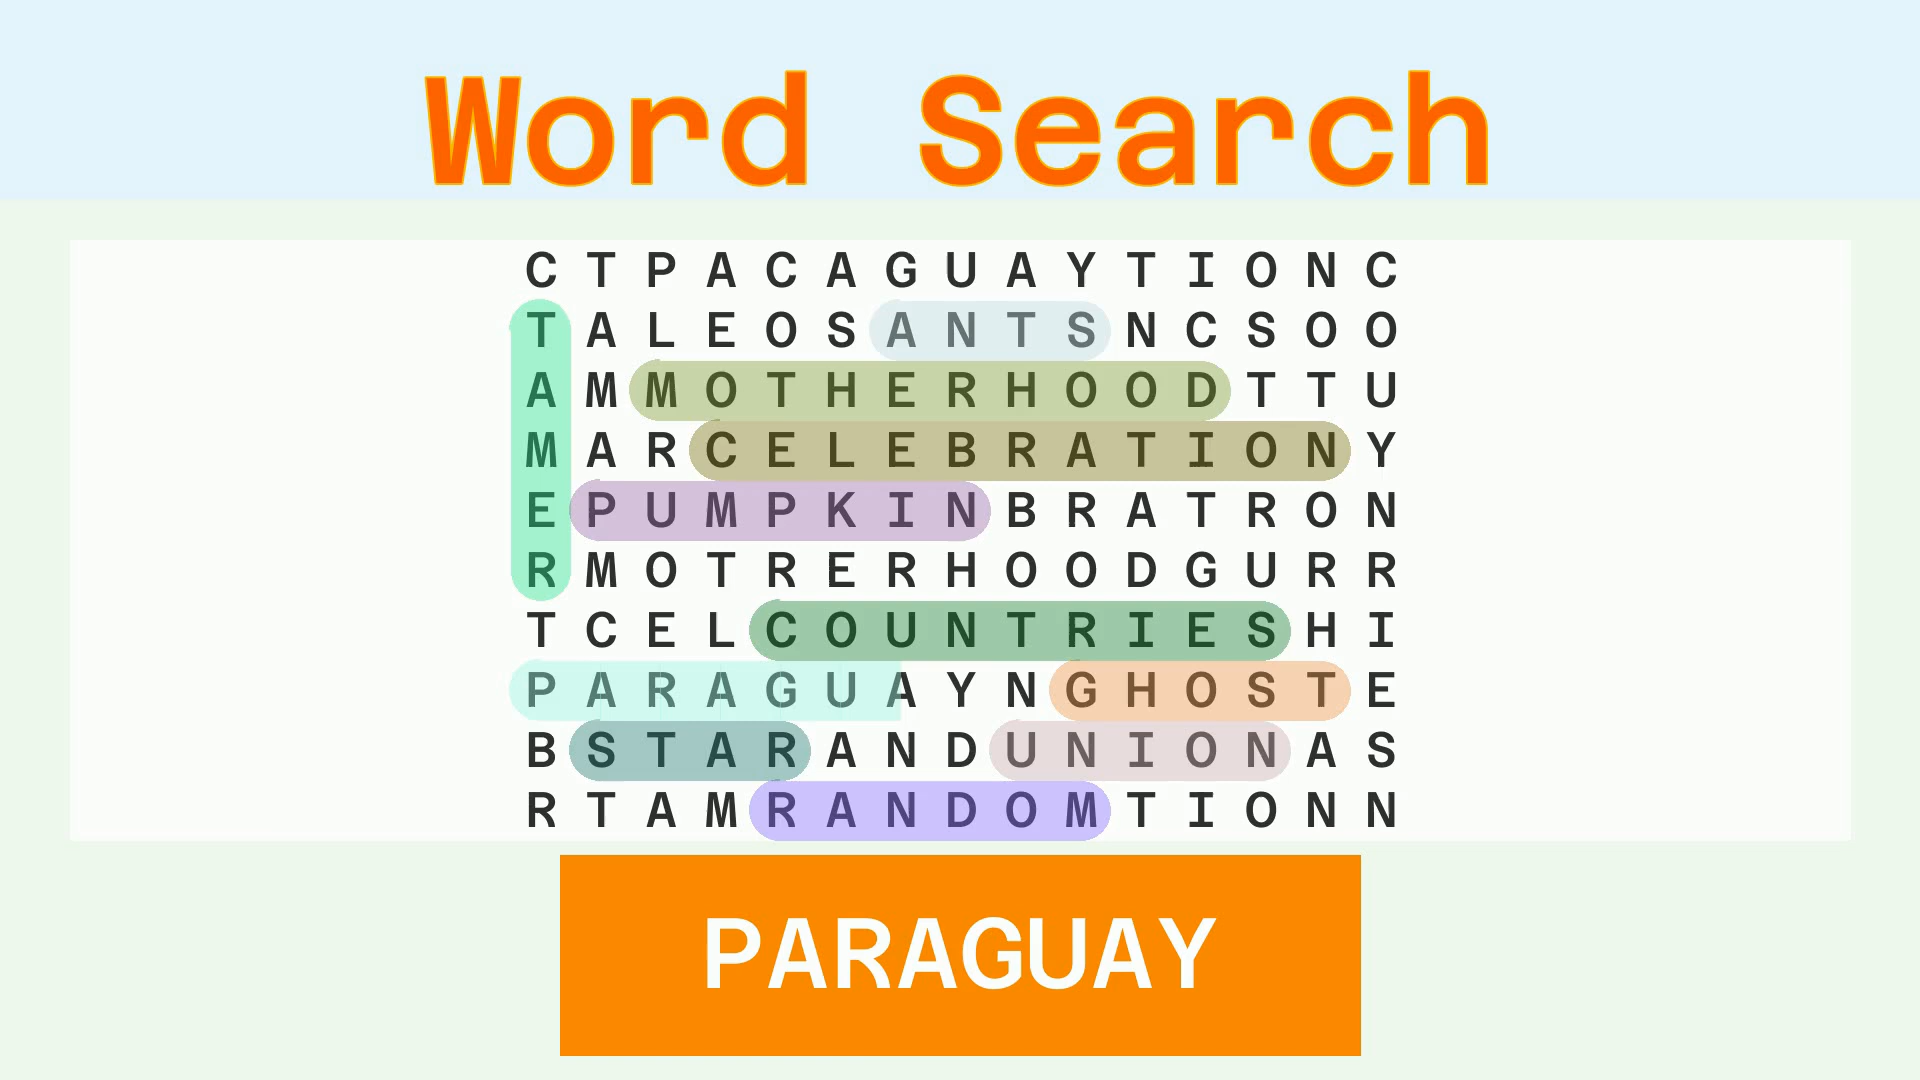 Word Search
C T P A C A G U A Y T I O N C
T A L E O S A N T S N C S O O
A M M O T H E R H O O D T T U
M A R C E L E B R A T I O N Y
E P U M P K I N B R A T R O N
R M O T R E R H O O D G U R R
T C E L C O U N T R I E S H I
P A R A G U A Y N G H O S T E
B S T A R A N D U N I O N A S
R T A M R A N D O M T I O N N
PARAGUAY